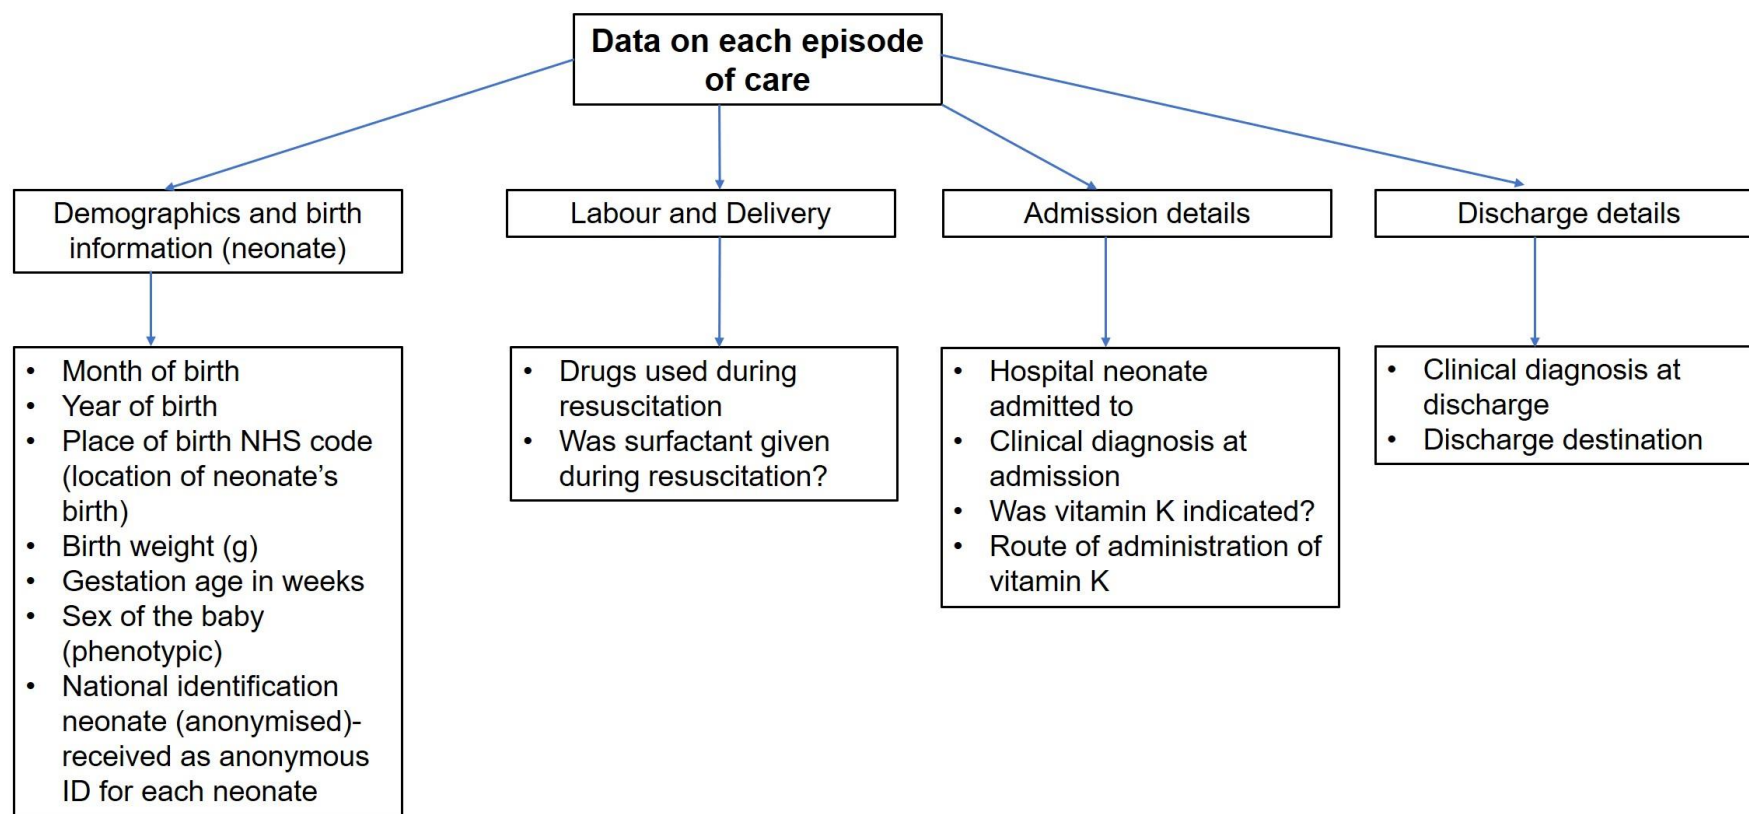 Data on each episode
of care
Demographics and birth
information (neonate)
Labour and Delivery
Admission details
Discharge details
• Month of birth
• Year of birth
• Place of birth NHS code
(location of neonate’s
birth)
• Birth weight (g)
• Gestation age in weeks
• Sex of the baby
(phenotypic)
• National identification
neonate (anonymised)-
received as anonymous
ID for each neonate
• Drugs used during
resuscitation
• Was surfactant given
during resuscitation?
• Hospital neonate
admitted to
• Clinical diagnosis at
admission
• Was vitamin K indicated?
• Route of administration of
vitamin K
• Clinical diagnosis at
discharge
• Discharge destination